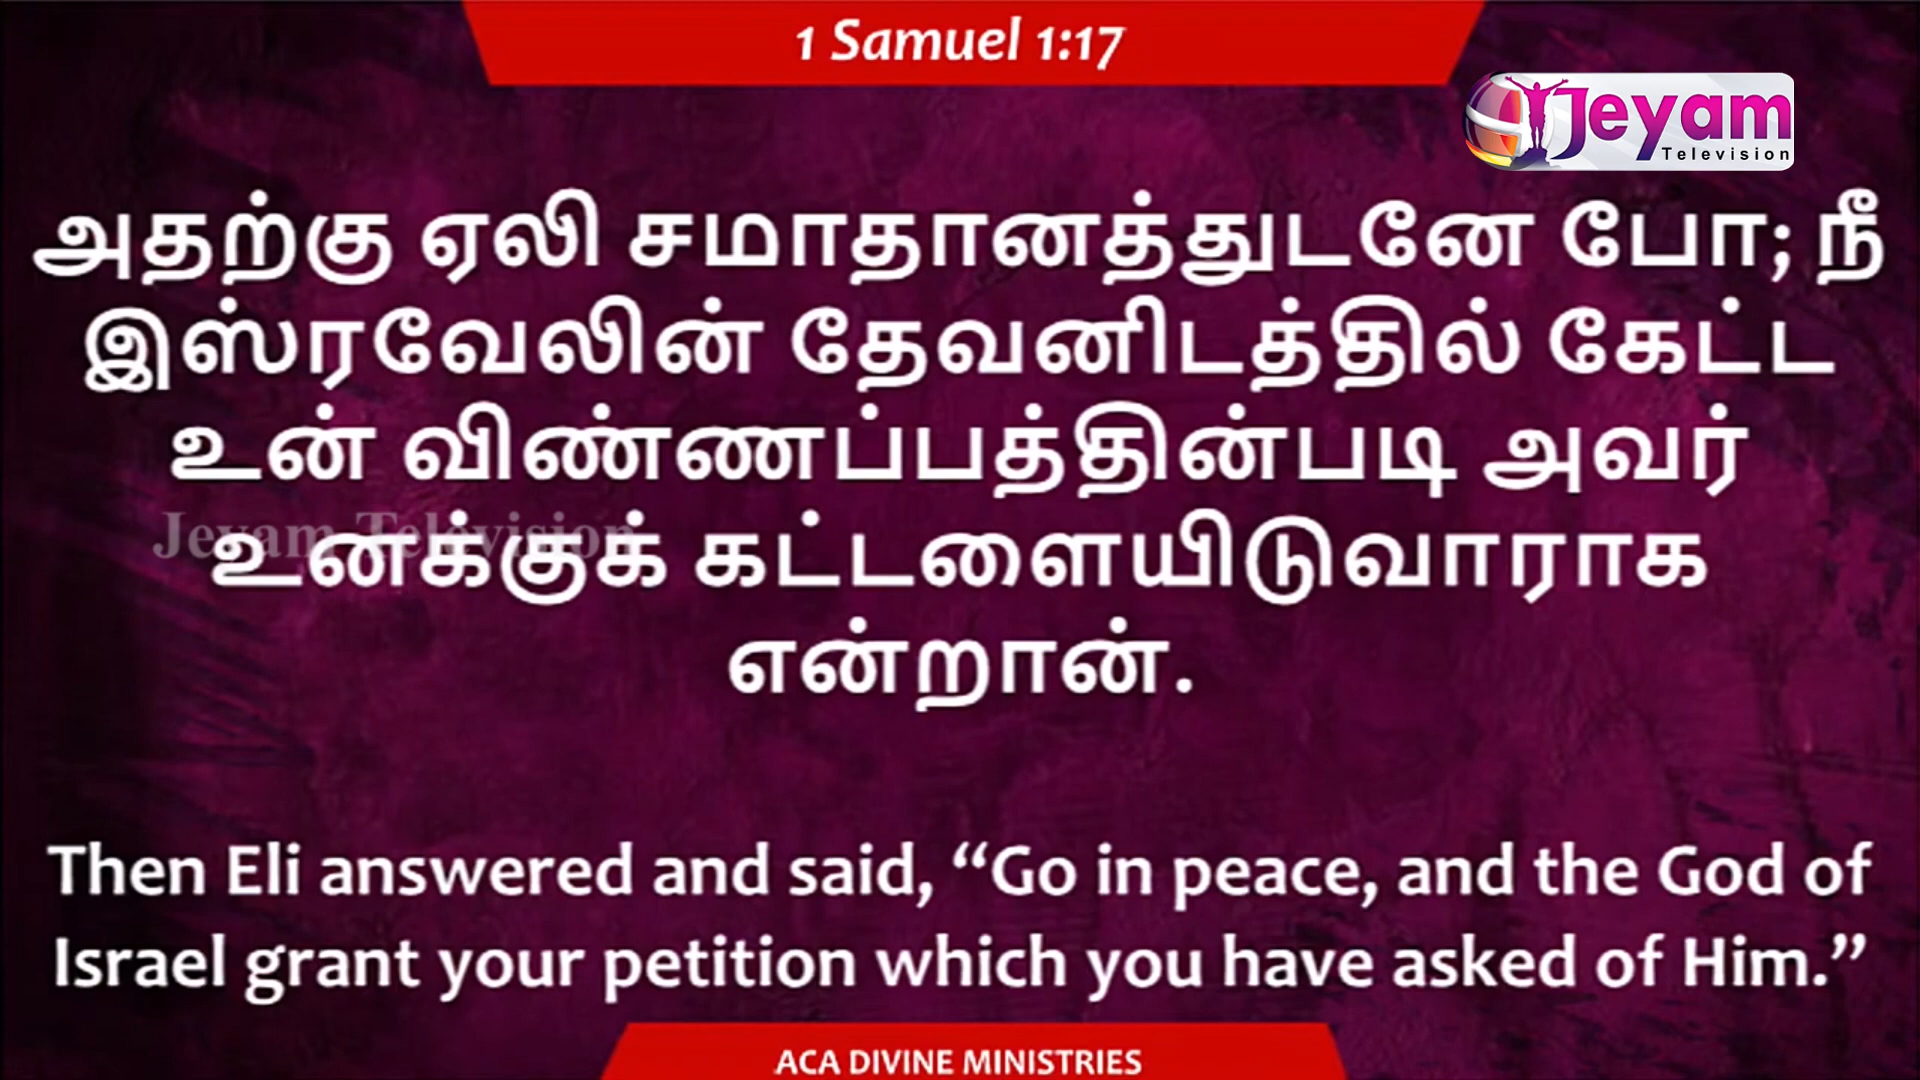 1 Samuel 1:17
Jeyam
Television
அதற்கு ஏலி சமாதானத்துடனே போ; நீ
இஸ்ரவேலின் தேவனிடத்தில் கேட்ட
உன் விண்ணப்பத்தின்படி அவர்
Jeyam Television
உனக்குக் கட்டளையிடுவாராக
என்றான்.
Then Eli answered and said, “Go in peace, and the God of
Israel grant your petition which you have asked of Him.”
ACA DIVINE MINISTRIES